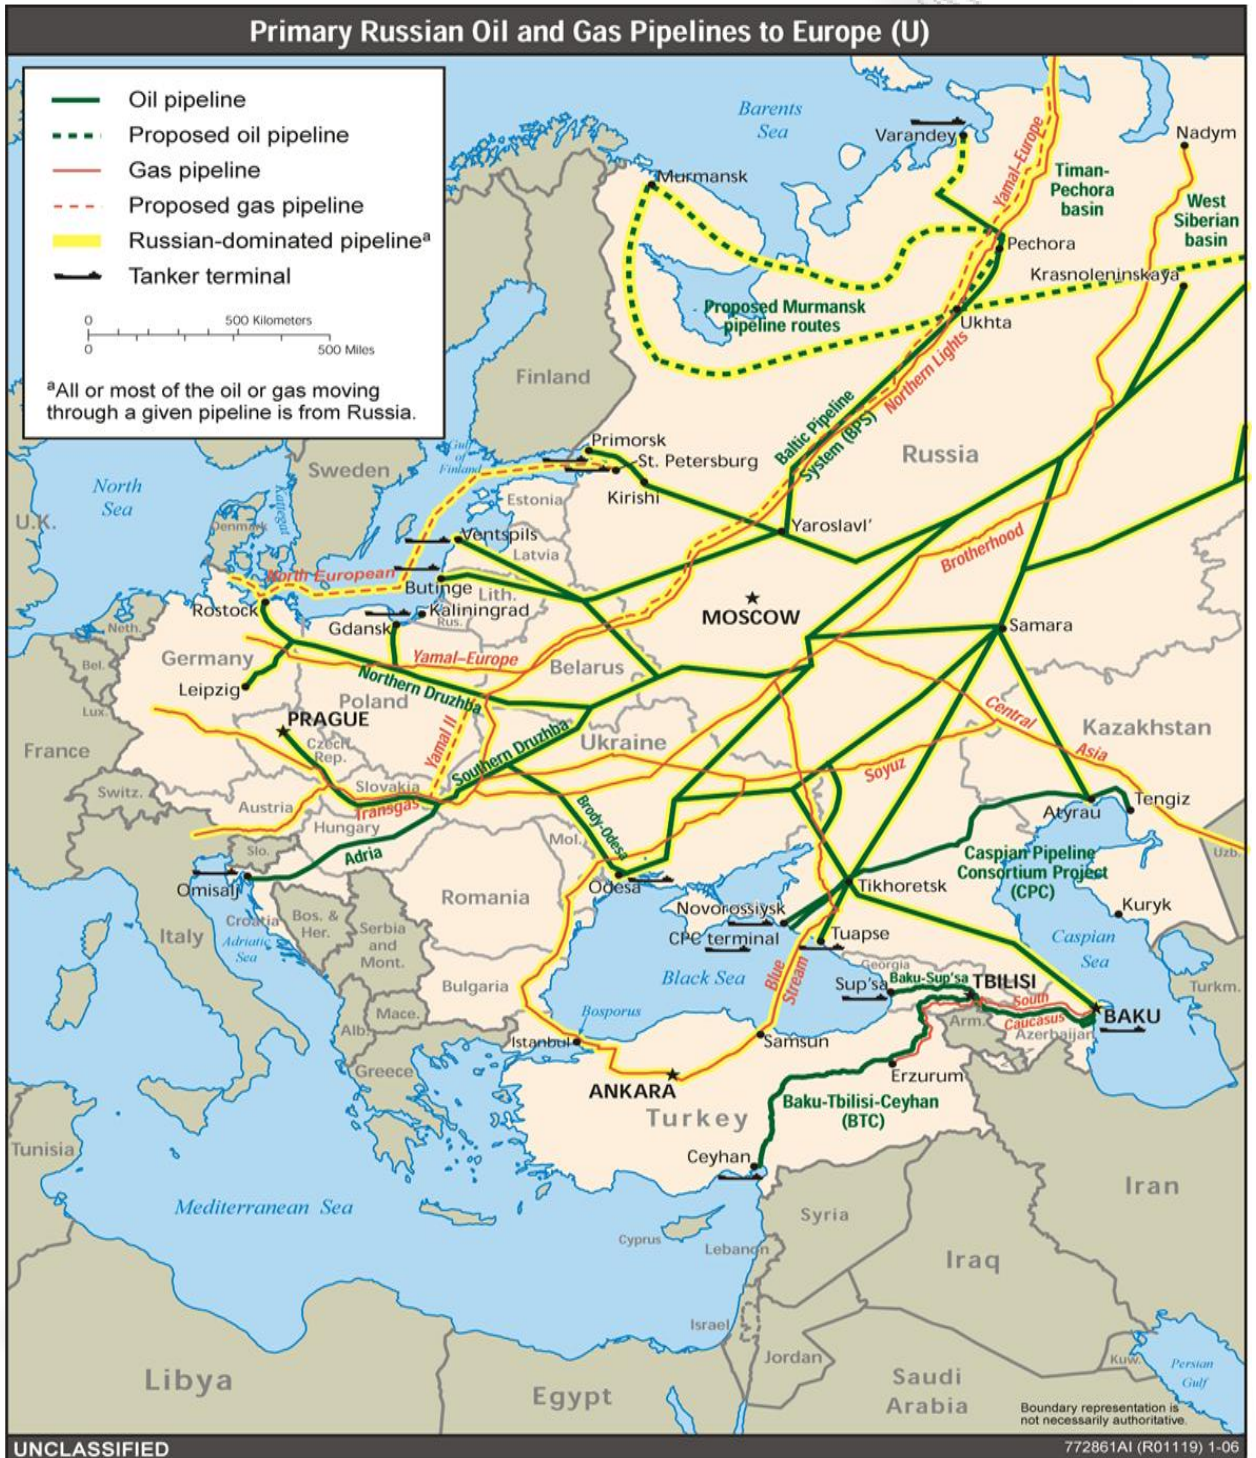 Primary Russian Oil and Gas Pipelines to Europe (U)
Oil pipeline
Proposed oil pipeline
Gas pipeline
Proposed gas pipeline
Russian-dominated pipelineª
Tanker terminal
0 500 Kilometers
0 500 Miles
ªAll or most of the oil or gas moving
through a given pipeline is from Russia.
Barents
Sea
Varandey
Murmansk
Yamal–Europe
Timan-
Pechora
basin
Nadym
West
Siberian
basin
Pechora
Krasnoleninskaya
Proposed Murmansk
pipeline routes
Ukhta
Northern Lights
Finland
Baltic Pipeline
System (BPS)
Primorsk
St. Petersburg
Kirishi
Gulf
of
Finland
Russia
Sweden
North
Sea
Kattegat
U.K.
Denmark
Estonia
Yaroslavl'
Ventspils
Latvia
Brotherhood
North European
Butinge
Lith.
Rostock
Kaliningrad
Rus.
Gdansk
MOSCOW
Samara
Neth.
Germany
Yamal–Europe
Belarus
Bel.
Leipzig
Northern Druzhba
Poland
Lux.
PRAGUE
Central
Kazakhstan
Czech
Rep.
Yamal II
Southern Druzhba
Ukraine
Asia
France
Soyuz
Switz.
Slovakia
Austria
Transgas
Hungary
Brody-Odesa
Atyrau
Tengiz
Mol.
Slo.
Adria
Uzb.
Caspian Pipeline
Consortium Project
(CPC)
Omisalj
Odesa
Tikhoretsk
Romania
Kuryk
Novorossiysk
Croatia
Bos. &
Her.
Serbia
and
Mont.
Italy
Adriatic
Sea
CPC terminal
Tuapse
Caspian
Sea
Black Sea
Blue
Stream
Georgia
Baku-Sup'sa
TBILISI
Sup'sa
Bulgaria
Turkm.
South
Caucasus
Mace.
Bosporus
BAKU
Alb.
Arm.
Azerbaijan
Istanbul
Samsun
Greece
ANKARA
Erzurum
Turkey
Baku-Tbilisi-Ceyhan
(BTC)
Tunisia
Ceyhan
Iran
Mediterranean Sea
Syria
Cyprus
Lebanon
Iraq
Israel
Jordan
Kuw.
Persian
Gulf
Libya
Egypt
Saudi
Arabia
Boundary representation is
not necessarily authoritative.
UNCLASSIFIED
772861AI (R01119) 1-06